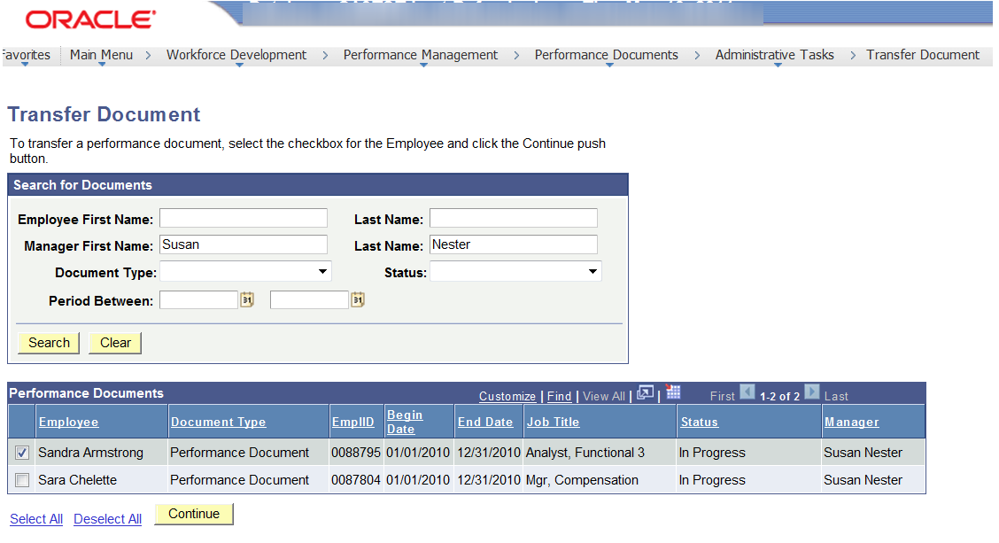 ORACLE
Favorites Main Menu > Workforce Development > Performance Management > Performance Documents > Administrative Tasks > Transfer Document
Transfer Document
To transfer a performance document, select the checkbox for the Employee and click the Continue push
button.
Search for Documents
Employee First Name: Last Name:
Manager First Name: Susan Last Name: Nester
Document Type: Status:
Period Between: 31 31
Search Clear
Performance Documents Customize | Find | View All | | First 1-2 of 2 Last
Employee Document Type EmplID Begin Date End Date Job Title Status Manager
Sandra Armstrong Performance Document 0088795 01/01/2010 12/31/2010 Analyst, Functional 3 In Progress Susan Nester
Sara Chelette Performance Document 0087804 01/01/2010 12/31/2010 Mgr, Compensation In Progress Susan Nester
Select All Deselect All Continue